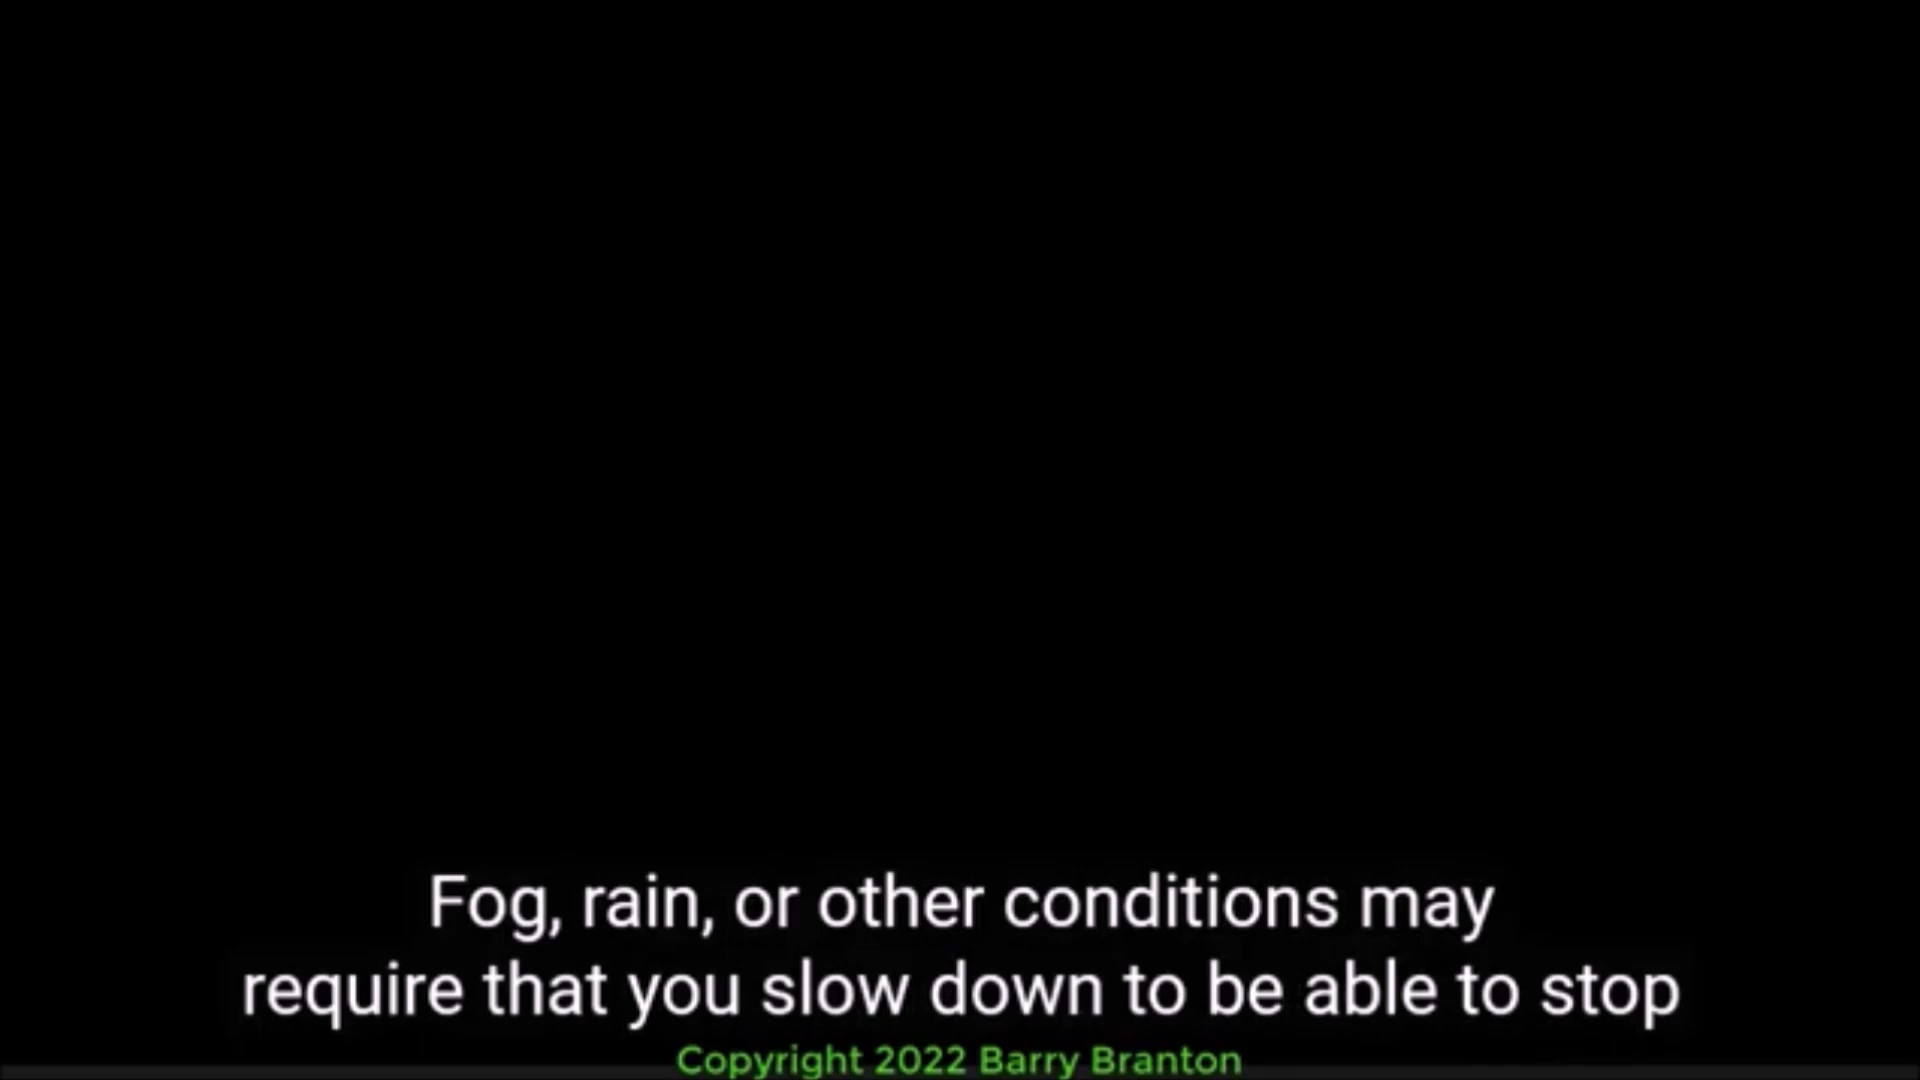 Fog, rain, or other conditions may
require that you slow down to be able to stop
Copyright 2022 Barry Branton